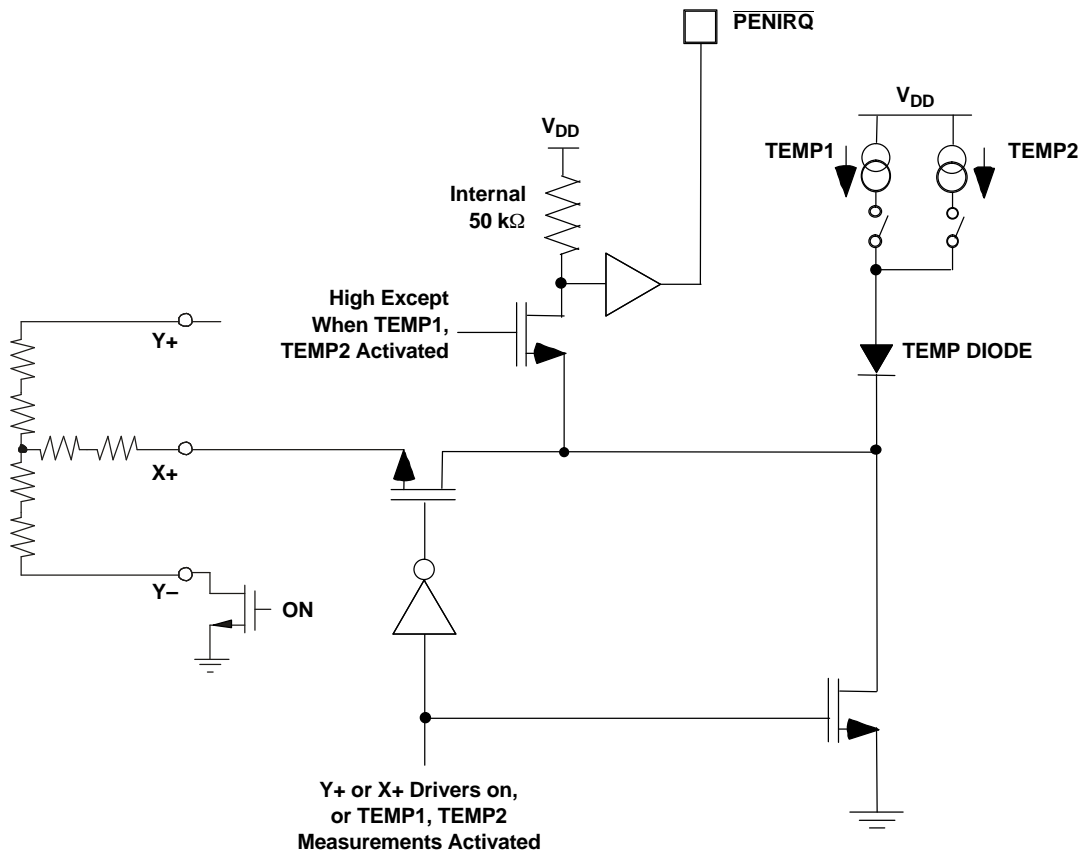 PENIRQ
VDD
VDD
TEMP1
TEMP2
Internal
50 kΩ
High Except
When TEMP1,
TEMP2 Activated
Y+
TEMP DIODE
X+
Y–
ON
Y+ or X+ Drivers on,
or TEMP1, TEMP2
Measurements Activated